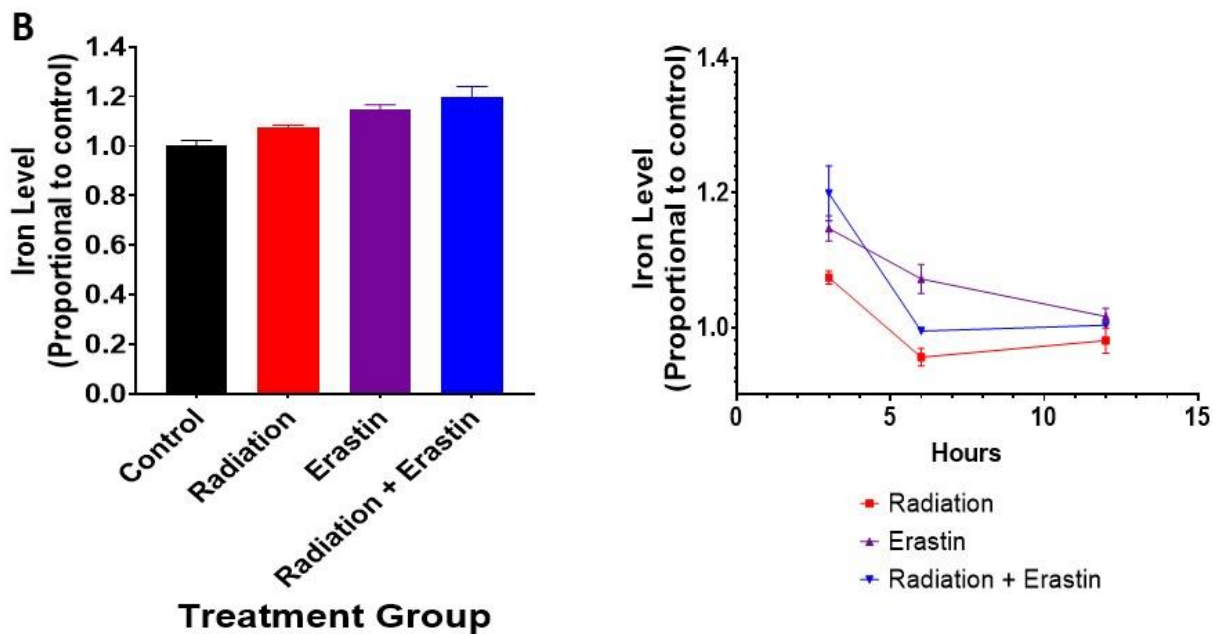 B
Iron Level
(Proportional to control)
1.4
1.2
1.0
0.8
0.6
0.4
0.2
0.0
Control
Radiation
Erastin
Radiation + Erastin
Treatment Group
Iron Level
(Proportional to control)
1.4
1.2
1.0
0
5
10
15
Hours
Radiation
Erastin
Radiation + Erastin